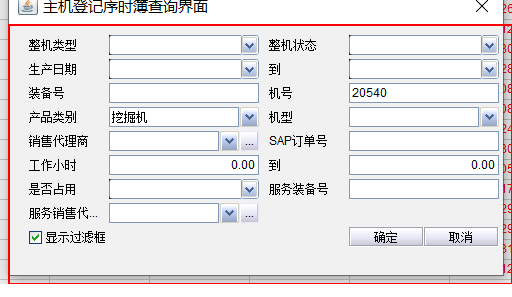 主机登记序时簿查询界面
整机类型 整机状态
生产日期 到
装备号 机号 20540
产品类别 挖掘机 机型
销售代理商 ... SAP订单号
工作小时 0.00 到 0.00
是否占用 服务装备号
服务销售代... ...
显示过滤框 确定 取消